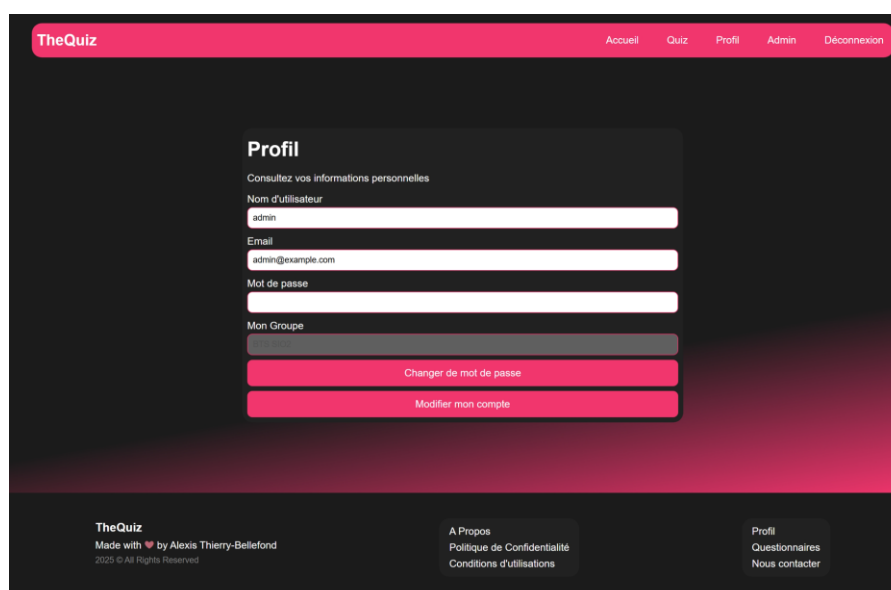 TheQuiz
Accueil Quiz Profil Admin Déconnexion
Profil
Consultez vos informations personnelles
Nom d'utilisateur
admin
Email
admin@example.com
Mot de passe
Mon Groupe
Changer de mot de passe
Modifier mon compte
TheQuiz
Made with ❤ by Alexis Thierry-Bellefond
2025 © All Rights Reserved
A Propos
Politique de Confidentialité
Conditions d'utilisations
Profil
Questionnaires
Nous contacter